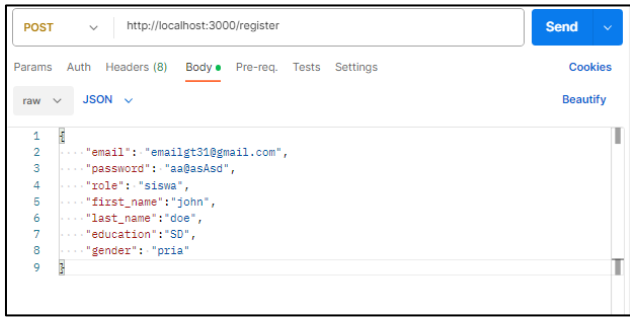 POST http://localhost:3000/register Send
Params Auth Headers (8) Body Pre-req. Tests Settings Cookies
raw JSON Beautify
1 {
2 "email": "emailgt31@gmail.com",
3 "password": "aa@asAsd",
4 "role": "siswa",
5 "first_name":"john",
6 "last_name":"doe",
7 "education":"SD",
8 "gender": "pria"
9 }